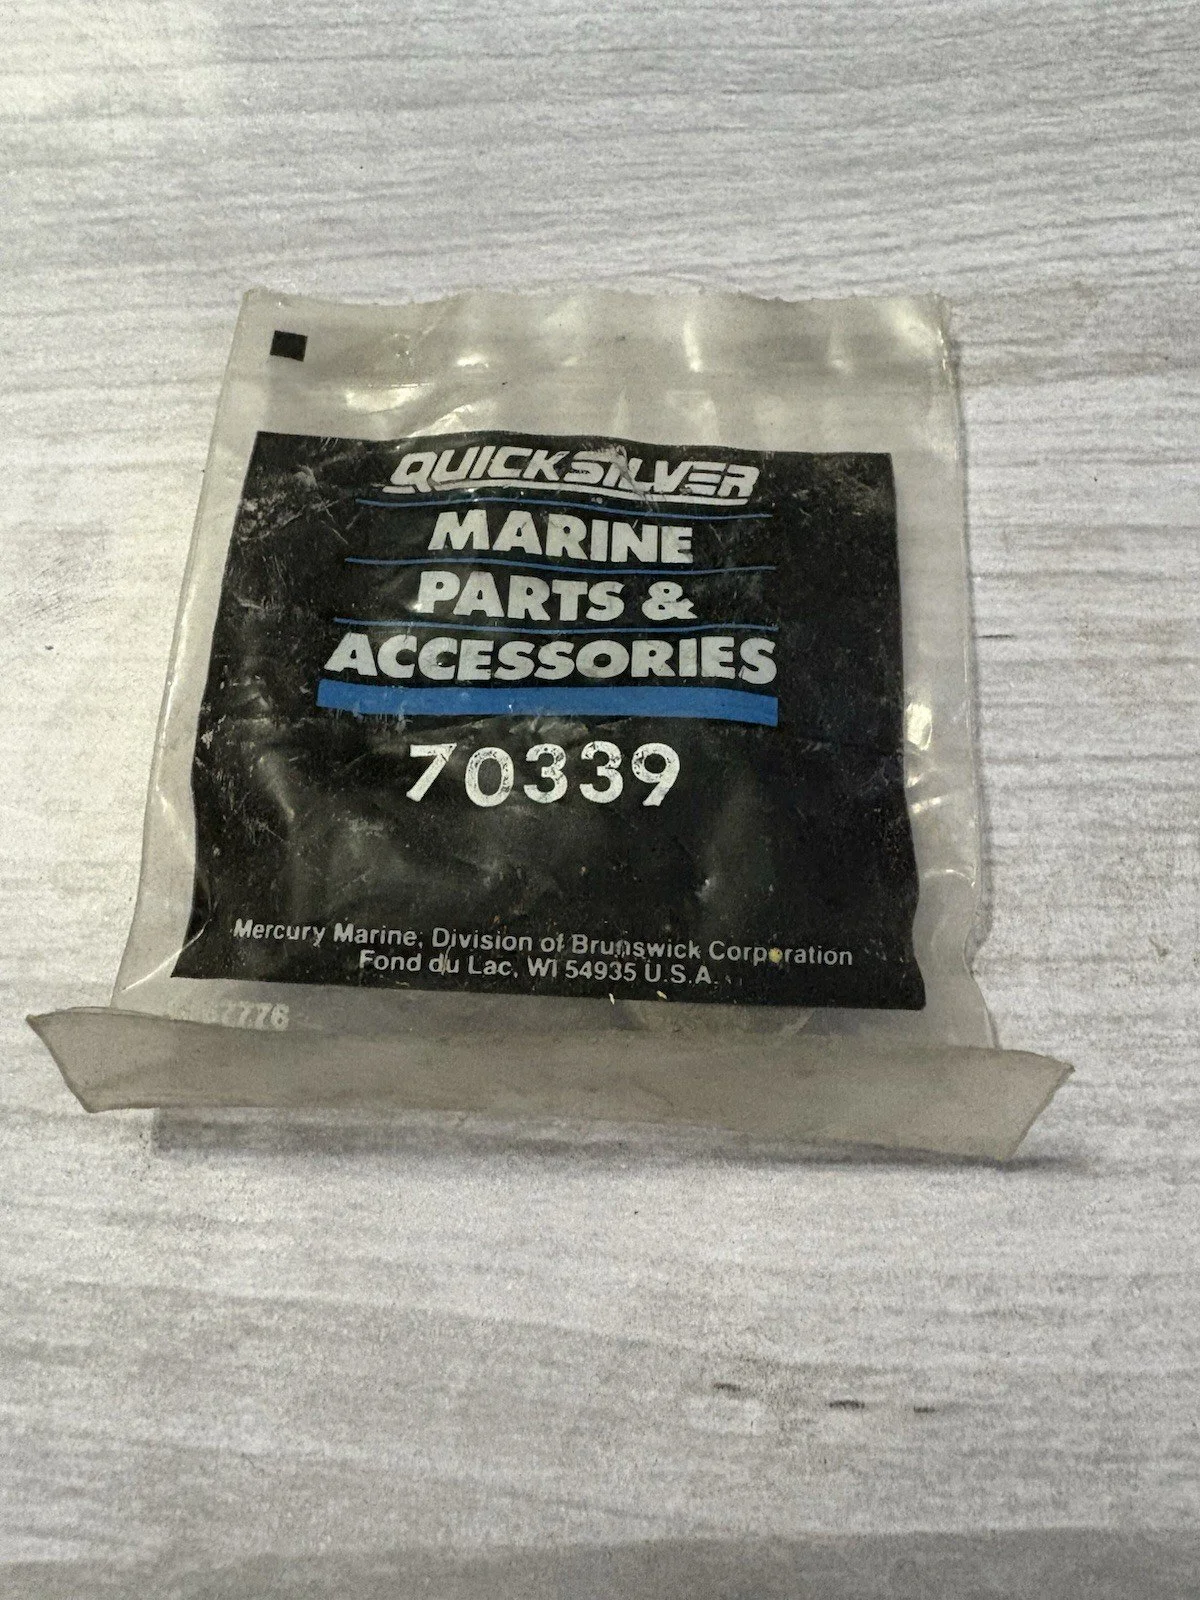 QUICKSILVER
MARINE
PARTS &
ACCESSORIES
70339
Mercury Marine, Division of Brunswick Corporation
Fond du Lac, WI 54935 U.S.A.